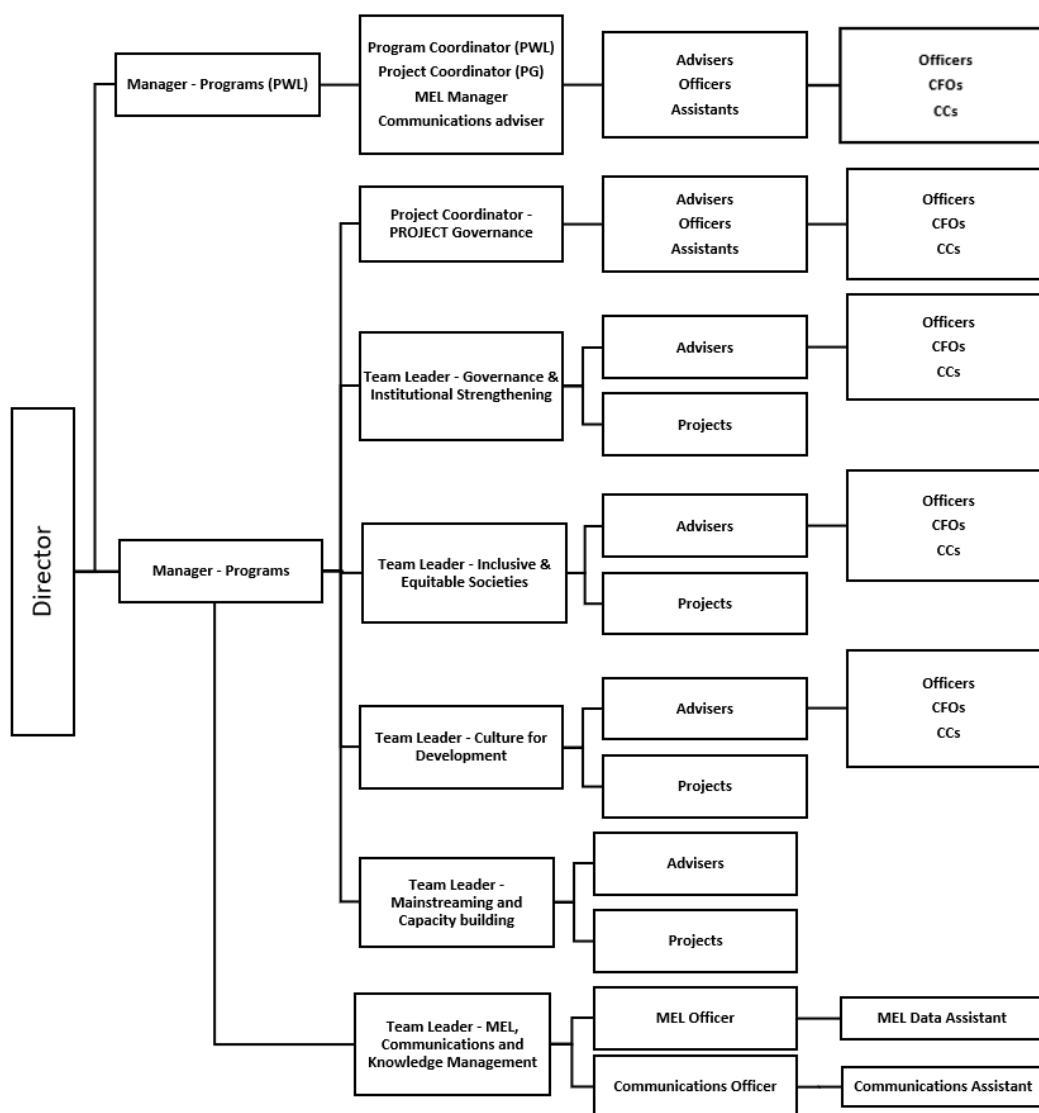 Director
Manager - Programs (PWL)
Program Coordinator (PWL)
Project Coordinator (PG)
MEL Manager
Communications adviser
Advisers
Officers
Assistants
Officers
CFOs
CCs
Manager - Programs
Project Coordinator -
PROJECT Governance
Advisers
Officers
Assistants
Officers
CFOs
CCs
Team Leader - Governance &
Institutional Strengthening
Advisers
Officers
CFOs
CCs
Projects
Team Leader - Inclusive &
Equitable Societies
Advisers
Officers
CFOs
CCs
Projects
Team Leader - Culture for
Development
Advisers
Officers
CFOs
CCs
Projects
Team Leader -
Mainstreaming and
Capacity building
Advisers
Projects
Team Leader - MEL,
Communications and
Knowledge Management
MEL Officer
MEL Data Assistant
Communications Officer
Communications Assistant